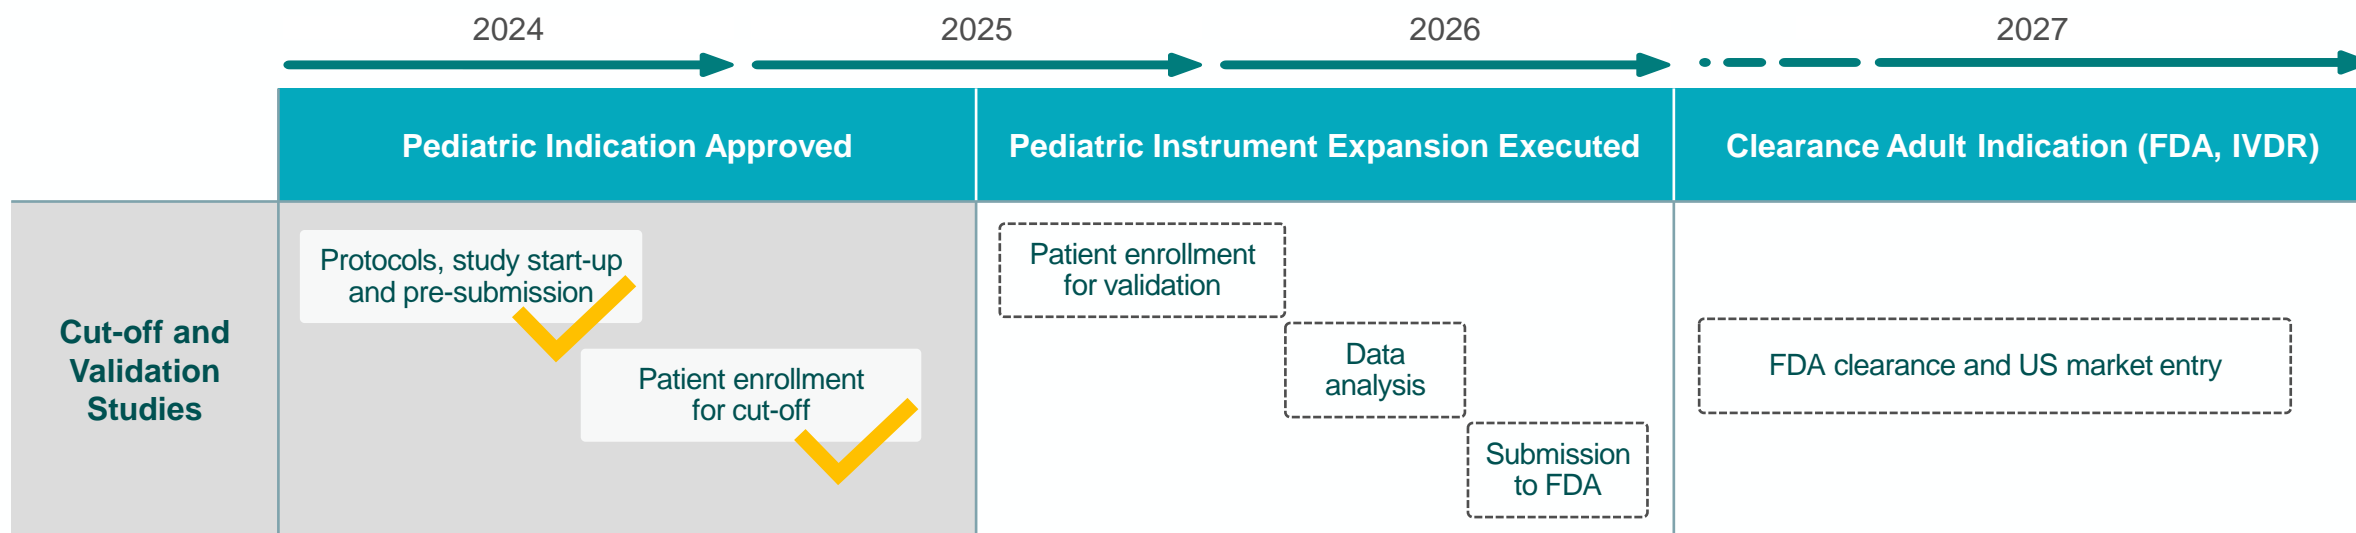 2024
2025
2026
2027
Pediatric Indication Approved
Pediatric Instrument Expansion Executed
Clearance Adult Indication (FDA, IVDR)
Cut-off and
Validation
Studies
Protocols, study start-up
and pre-submission
Patient enrollment
for cut-off
Patient enrollment
for validation
Data
analysis
Submission
to FDA
FDA clearance and US market entry